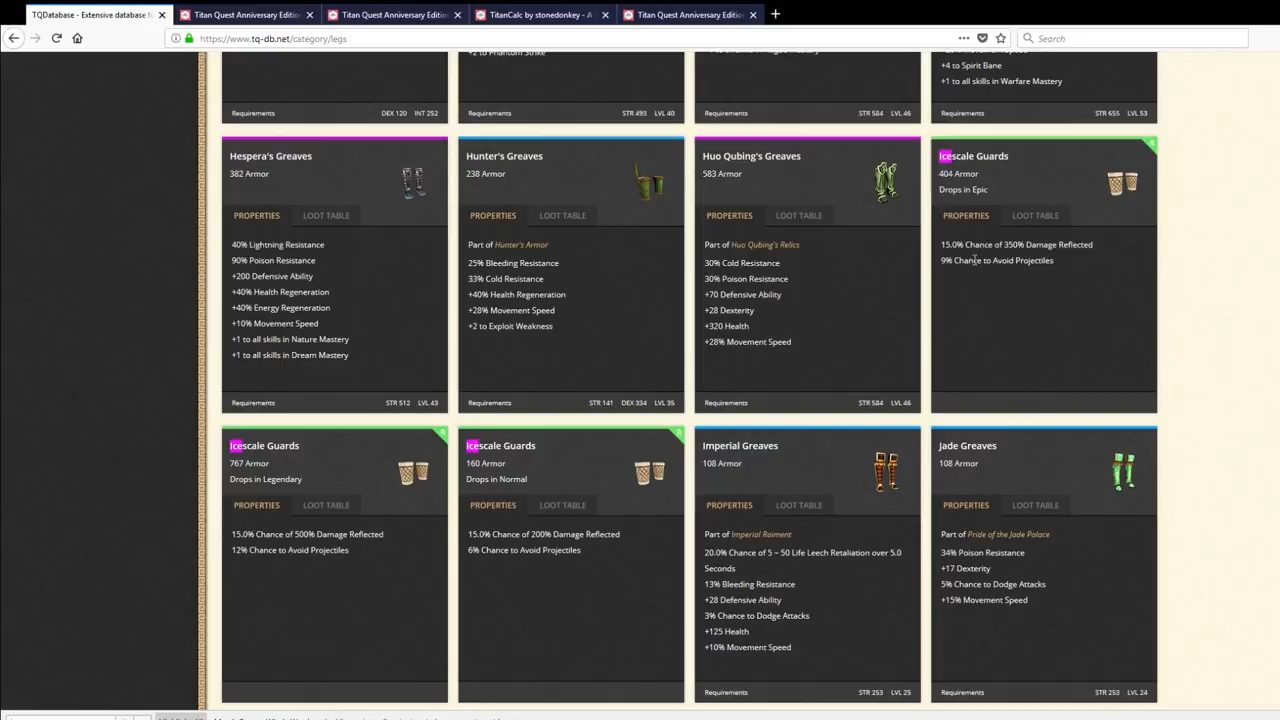 TQDatabase - Extensive database f
Titan Quest Anniversary Edition
Titan Quest Anniversary Edition
TitanCalc by stonedonkey - A
Titan Quest Anniversary Edition
https://www.tq-db.net/category/legs
Search
+2 to Phantom Strike
+4 to Spirit Bane
+1 to all skills in Warfare Mastery
Requirements
DEX 120 INT 252
Requirements
STR 493 LVL 40
Requirements
STR 584 LVL 46
Requirements
STR 655 LVL 53
Hespera's Greaves
382 Armor
PROPERTIES
LOOT TABLE
40% Lightning Resistance
90% Poison Resistance
+200 Defensive Ability
+40% Health Regeneration
+40% Energy Regeneration
+10% Movement Speed
+1 to all skills in Nature Mastery
+1 to all skills in Dream Mastery
Requirements
STR 512 LVL 43
Hunter's Greaves
238 Armor
PROPERTIES
LOOT TABLE
Part of Hunter's Armor
25% Bleeding Resistance
33% Cold Resistance
+40% Health Regeneration
+28% Movement Speed
+2 to Exploit Weakness
Requirements
STR 141 DEX 334 LVL 35
Huo Qubing's Greaves
583 Armor
PROPERTIES
LOOT TABLE
Part of Huo Qubing's Relics
30% Cold Resistance
30% Poison Resistance
+70 Defensive Ability
+28 Dexterity
+320 Health
+28% Movement Speed
Requirements
STR 584 LVL 46
Icescale Guards
404 Armor
Drops in Epic
R
PROPERTIES
LOOT TABLE
15.0% Chance of 350% Damage Reflected
9% Chance to Avoid Projectiles
Icescale Guards
767 Armor
Drops in Legendary
R
PROPERTIES
LOOT TABLE
15.0% Chance of 500% Damage Reflected
12% Chance to Avoid Projectiles
Icescale Guards
160 Armor
Drops in Normal
R
PROPERTIES
LOOT TABLE
15.0% Chance of 200% Damage Reflected
6% Chance to Avoid Projectiles
Imperial Greaves
108 Armor
PROPERTIES
LOOT TABLE
Part of Imperial Raiment
20.0% Chance of 5 ~ 50 Life Leech Retaliation over 5.0
Seconds
13% Bleeding Resistance
+28 Defensive Ability
3% Chance to Dodge Attacks
+125 Health
+10% Movement Speed
Requirements
STR 253 LVL 25
Jade Greaves
108 Armor
PROPERTIES
LOOT TABLE
Part of Pride of the Jade Palace
34% Poison Resistance
+17 Dexterity
5% Chance to Dodge Attacks
+15% Movement Speed
Requirements
STR 253 LVL 24